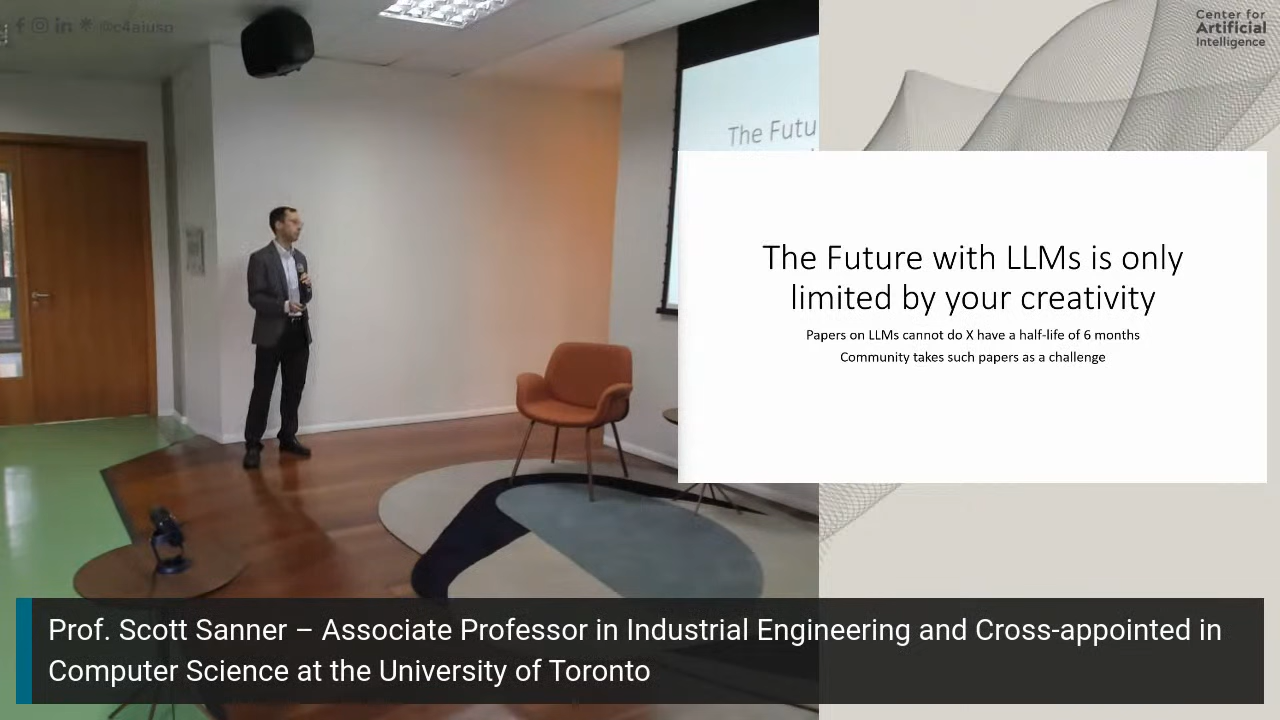 @c4aiusp
Center for
Artificial
Intelligence
The Futu
The Future with LLMs is only
limited by your creativity
Papers on LLMs cannot do X have a half-life of 6 months
Community takes such papers as a challenge
Prof. Scott Sanner – Associate Professor in Industrial Engineering and Cross-appointed in
Computer Science at the University of Toronto